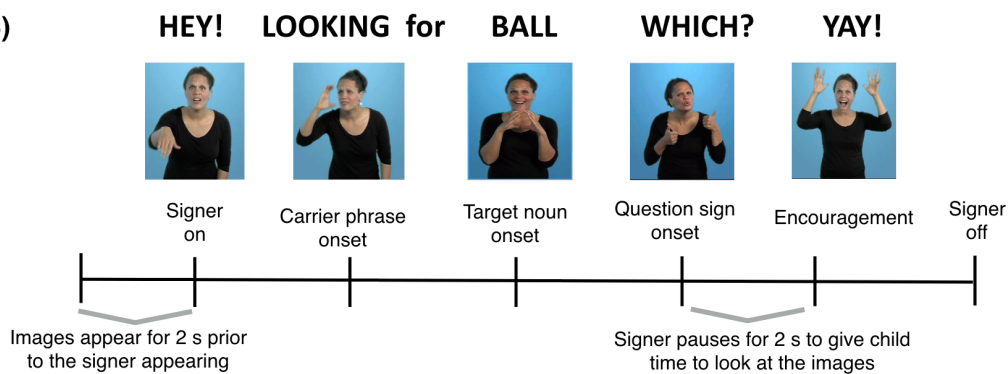 )
HEY! LOOKING for BALL WHICH? YAY!
Signer
on
Carrier phrase
onset
Target noun
onset
Question sign
onset
Encouragement
Signer
off
Images appear for 2 s prior
to the signer appearing
Signer pauses for 2 s to give child
time to look at the images